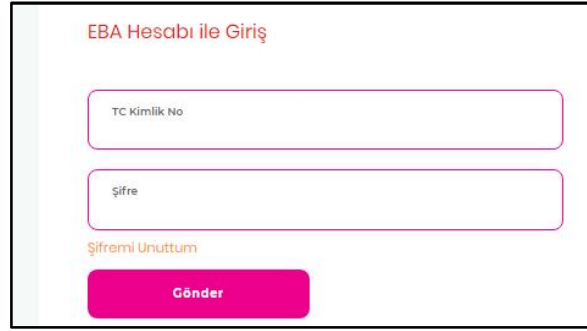 EBA Hesabı ile Giriş
TC Kimlik No
Şifre
Şifremi Unuttum
Gönder